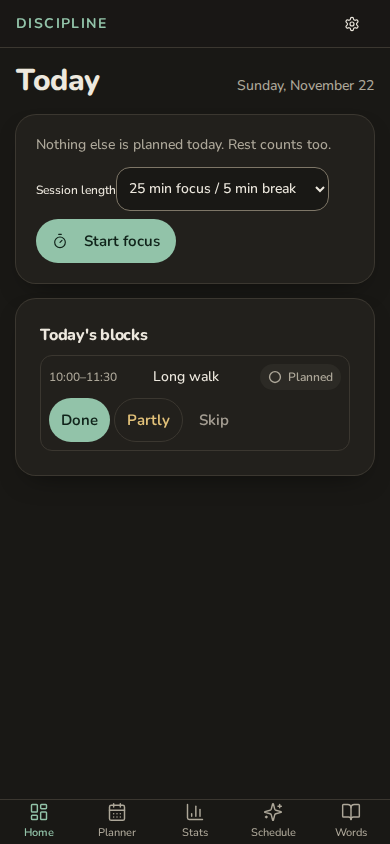 DISCIPLINE
Today
Sunday, November 22
Nothing else is planned today. Rest counts too.
Session length
25 min focus / 5 min break
Start focus
Today's blocks
10:00–11:30 Long walk Planned
Done Partly Skip
Home Planner Stats Schedule Words